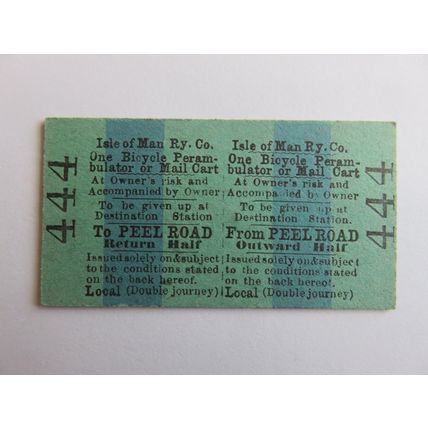 444
Isle of Man Ry. Co.
One Bicycle Peram-
bulator or Mail Cart
At Owner's risk and
Accompanied by Owner
To be given up at
Destination Station
To PEEL ROAD
Return Half
Issued solely on & subject
to the conditions stated
on the back hereof.
Local (Double journey)
Isle of Man Ry. Co.
One Bicycle Peram-
bulator or Mail Cart
At Owner's risk and
Accompanied by Owner
To be given up at
Destination Station.
From PEEL ROAD
Outward Half
Issued solely on & subject
to the conditions stated
on the back hereof.
Local (Double journey)
444